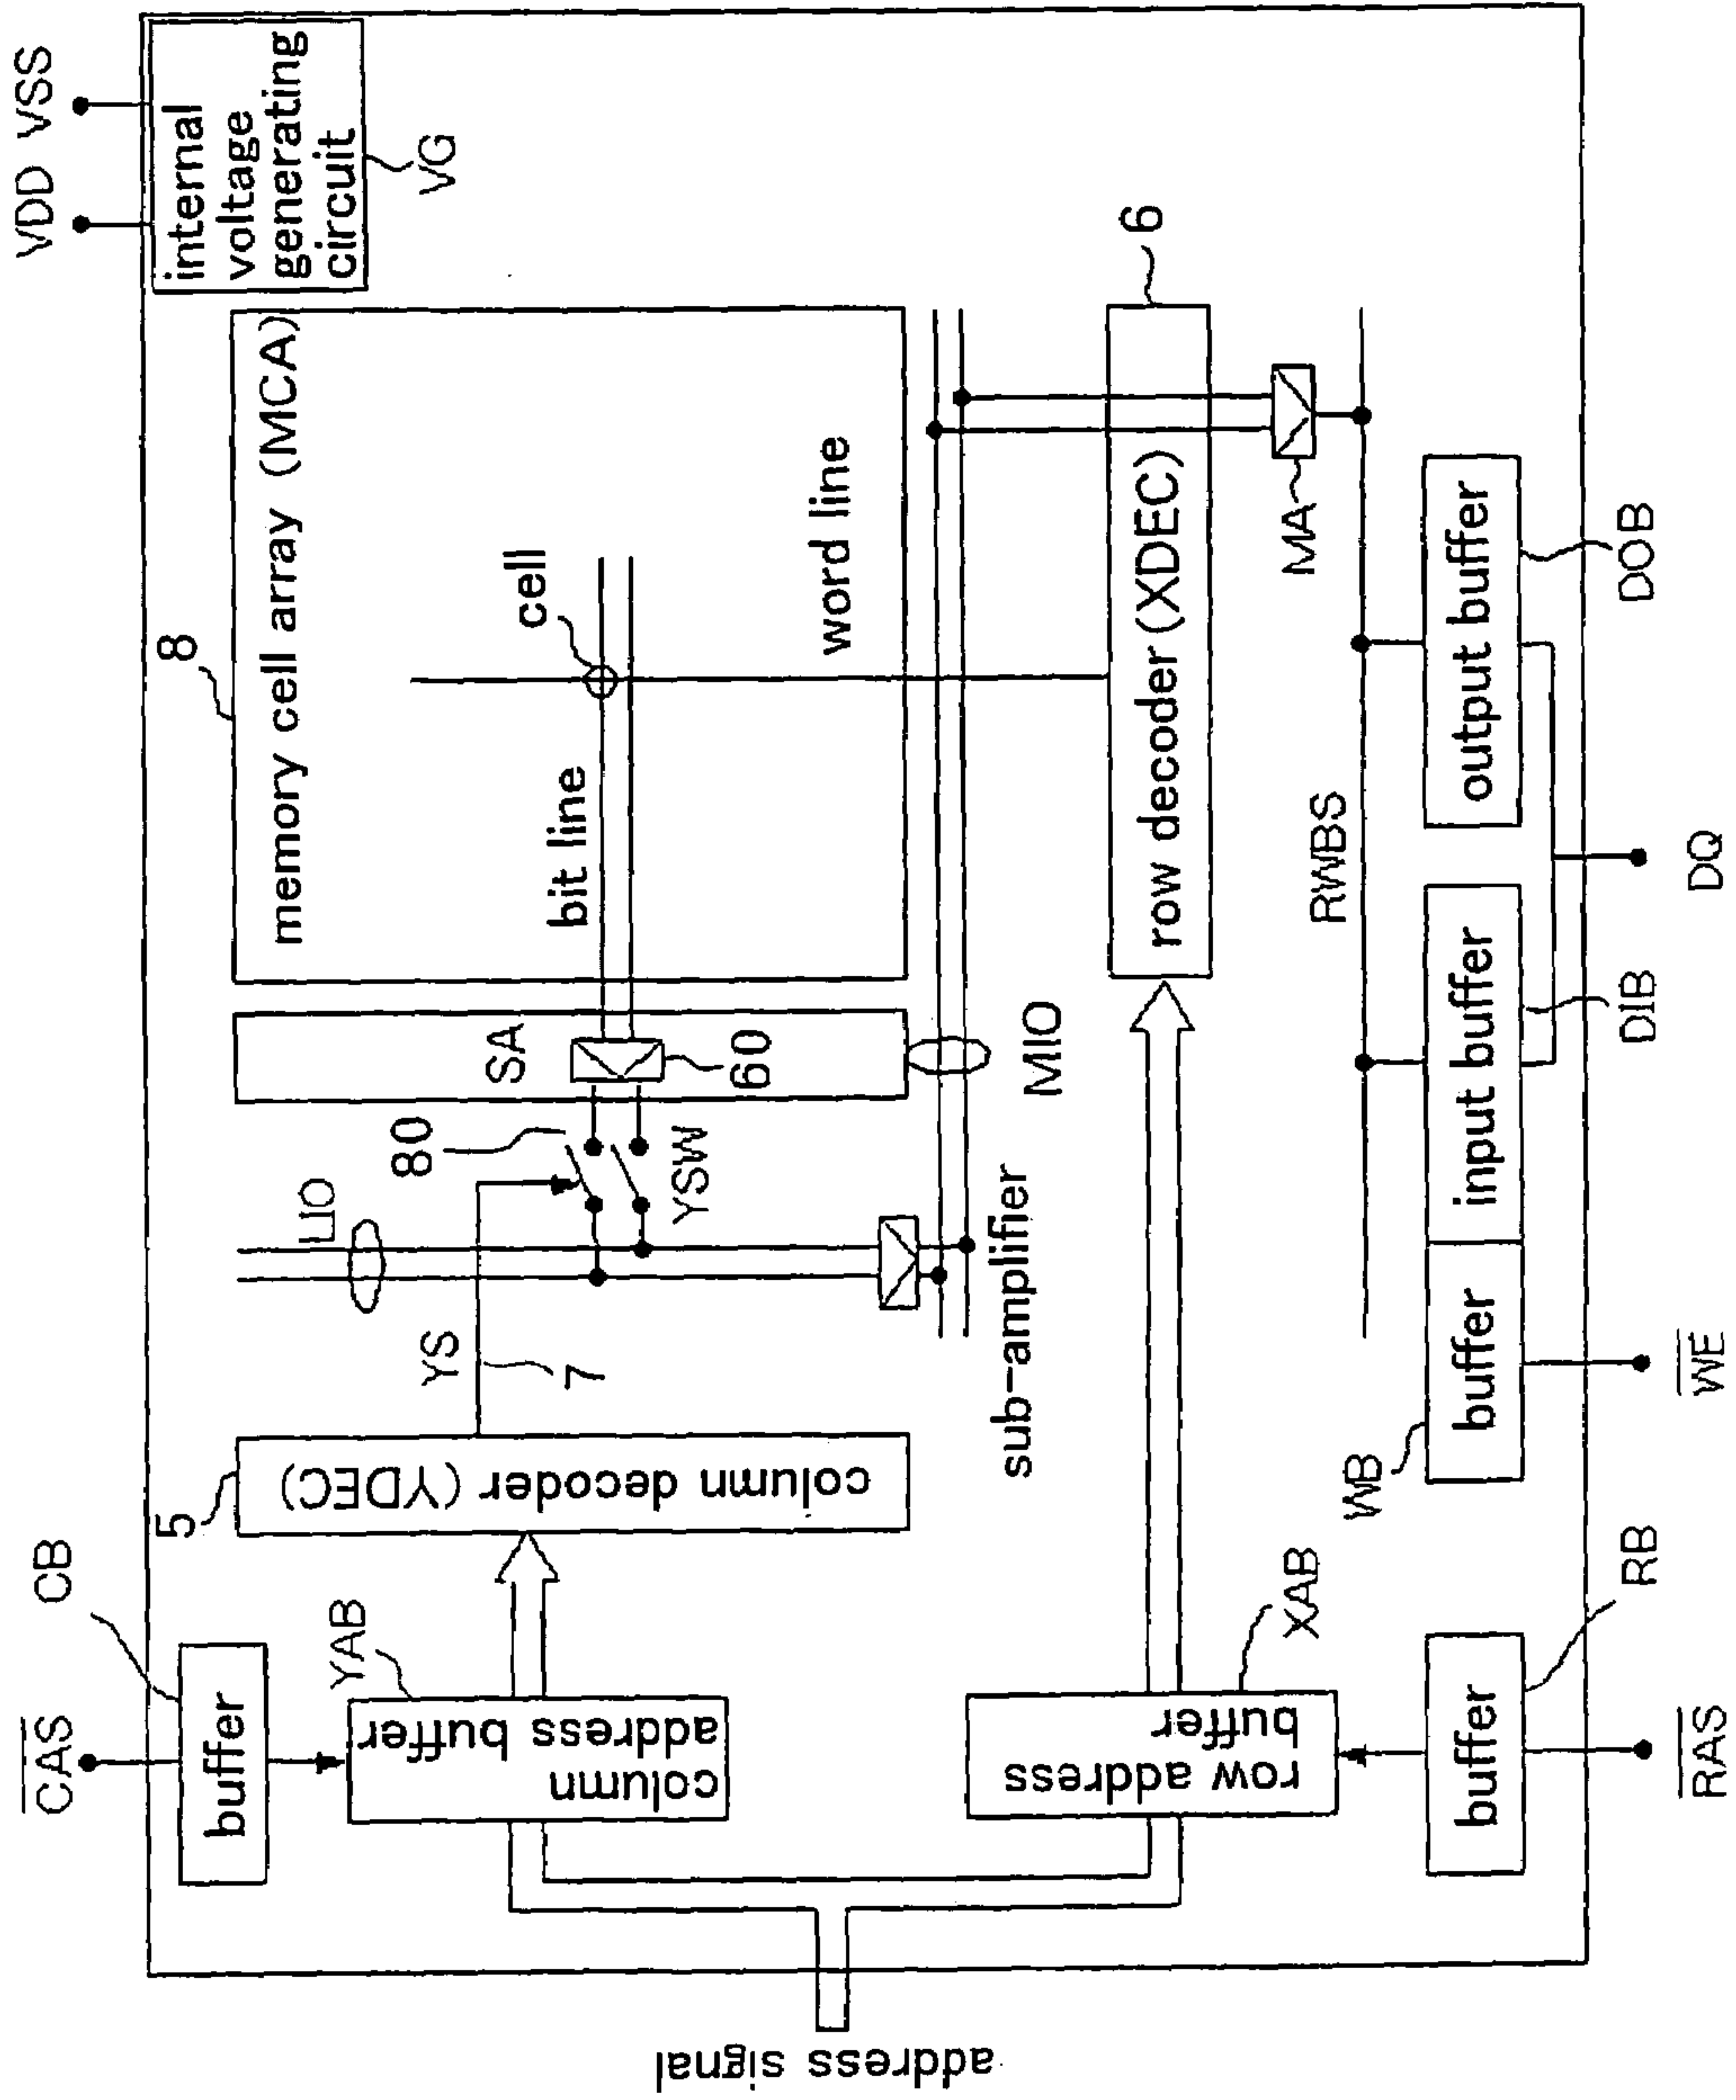 VDD VSS
internal
voltage
generating
circuit
VG
8
memory cell array (MCA)
cell
bit line
word line
SA
60
80
YSW
LIO
MIO
sub-amplifier
YS
7
5
column decoder (YDEC)
6
row decoder (XDEC)
MA
RWBS
output buffer
DOB
DQ
input buffer
DIB
buffer
WB
W̅E̅
C̅A̅S̅
CB
buffer
YAB
column
address buffer
row address
buffer
XAB
buffer
RB
R̅A̅S̅
address signal